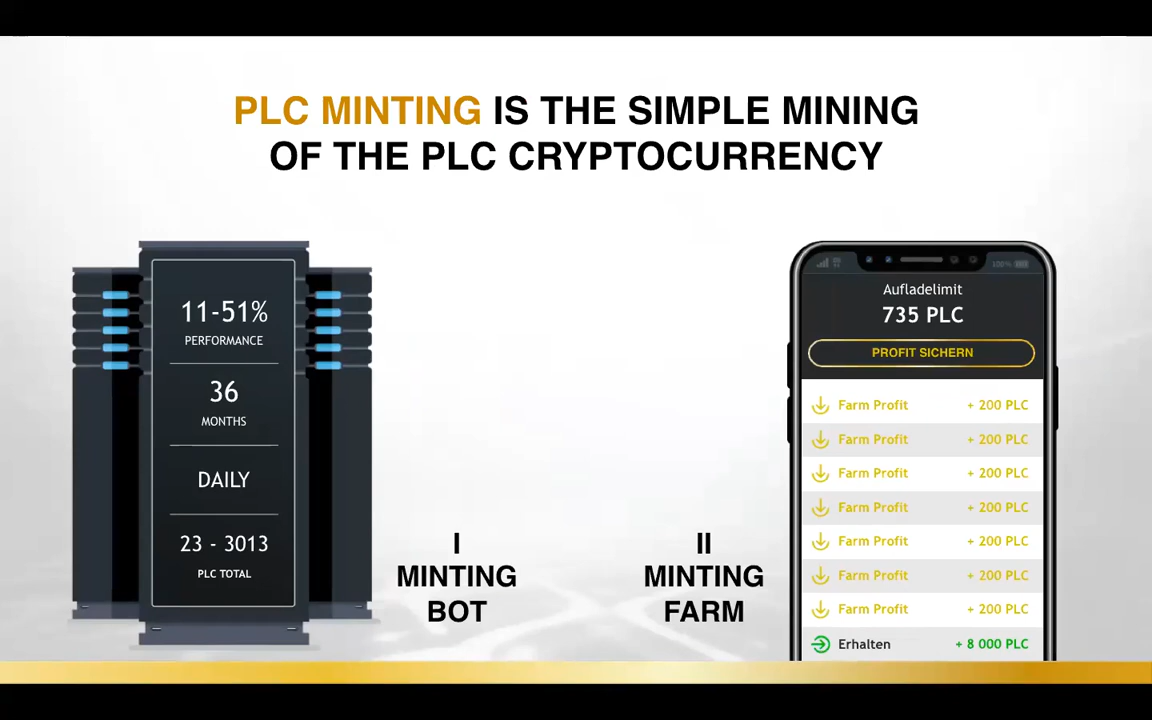 PLC MINTING IS THE SIMPLE MINING
OF THE PLC CRYPTOCURRENCY
11-51%
PERFORMANCE
36
MONTHS
DAILY
23 - 3013
PLC TOTAL
I
MINTING
BOT
II
MINTING
FARM
100%
Aufladelimit
735 PLC
PROFIT SICHERN
Farm Profit + 200 PLC
Farm Profit + 200 PLC
Farm Profit + 200 PLC
Farm Profit + 200 PLC
Farm Profit + 200 PLC
Farm Profit + 200 PLC
Farm Profit + 200 PLC
Erhalten + 8 000 PLC